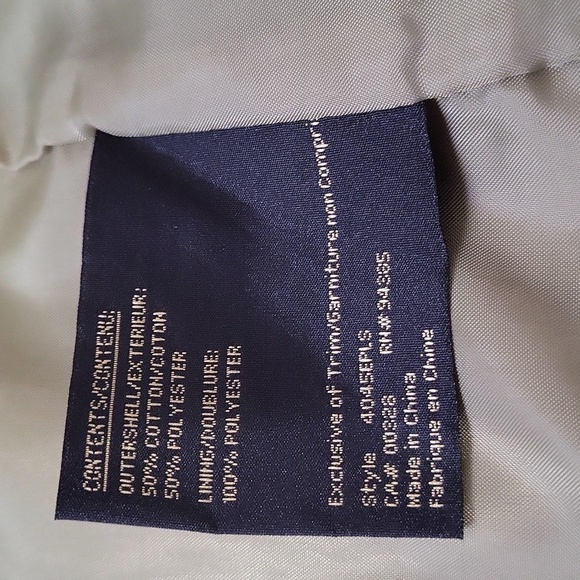 CONTENTS/CONTENU:
OUTERSHELL/EXTERIEUR:
50% COTTON/COTON
50% POLYESTER
LINING/DOUBLURE:
100% POLYESTER
Exclusive of Trim/Garniture non Compri
Style 4045EPLS
CA# 00326 RN# 94385
Made in China
Fabrique en Chine